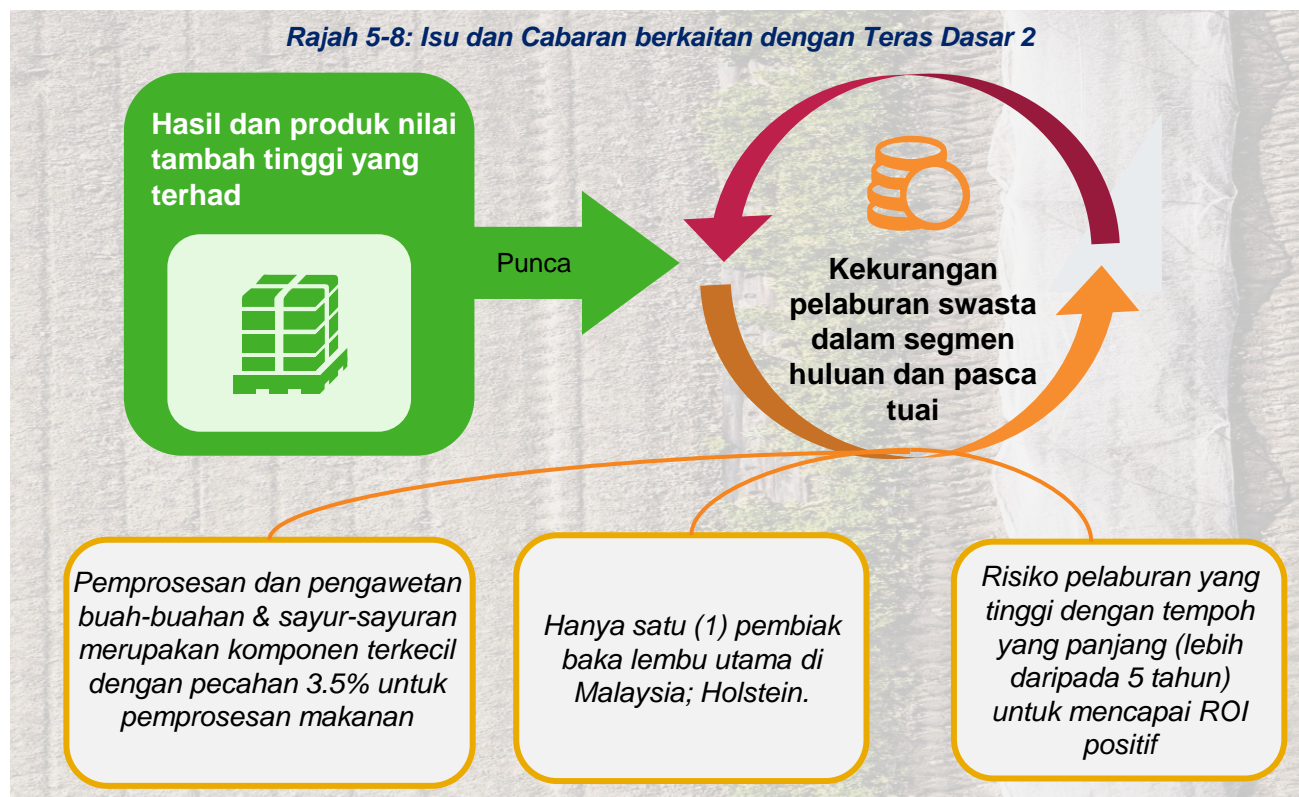 Rajah 5-8: Isu dan Cabaran berkaitan dengan Teras Dasar 2
Hasil dan produk nilai
tambah tinggi yang
terhad
Punca
Kekurangan
pelaburan swasta
dalam segmen
huluan dan pasca
tuai
Pemprosesan dan pengawetan
buah-buahan & sayur-sayuran
merupakan komponen terkecil
dengan pecahan 3.5% untuk
pemprosesan makanan
Hanya satu (1) pembiak
baka lembu utama di
Malaysia; Holstein.
Risiko pelaburan yang
tinggi dengan tempoh
yang panjang (lebih
daripada 5 tahun)
untuk mencapai ROI
positif